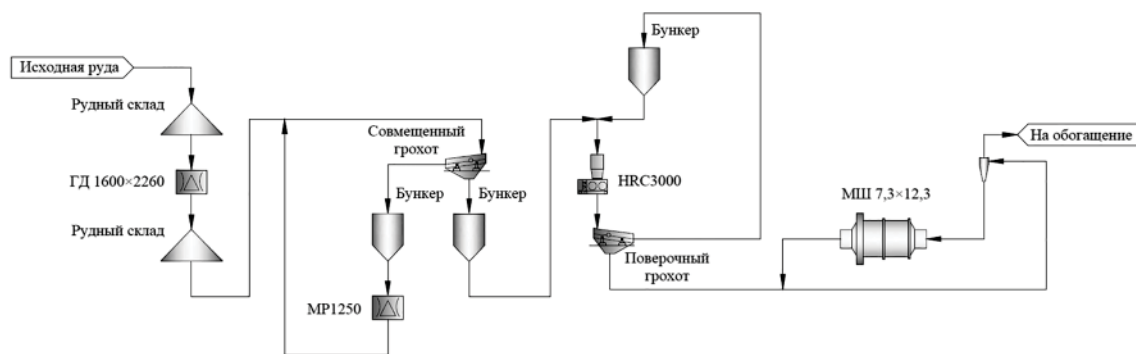 Исходная руда
Рудный склад
ГД 1600×2260
Рудный склад
Совмещенный
грохот
Бункер
Бункер
МР1250
Бункер
HRC3000
Поверочный
грохот
МШ 7,3×12,3
На обогащение